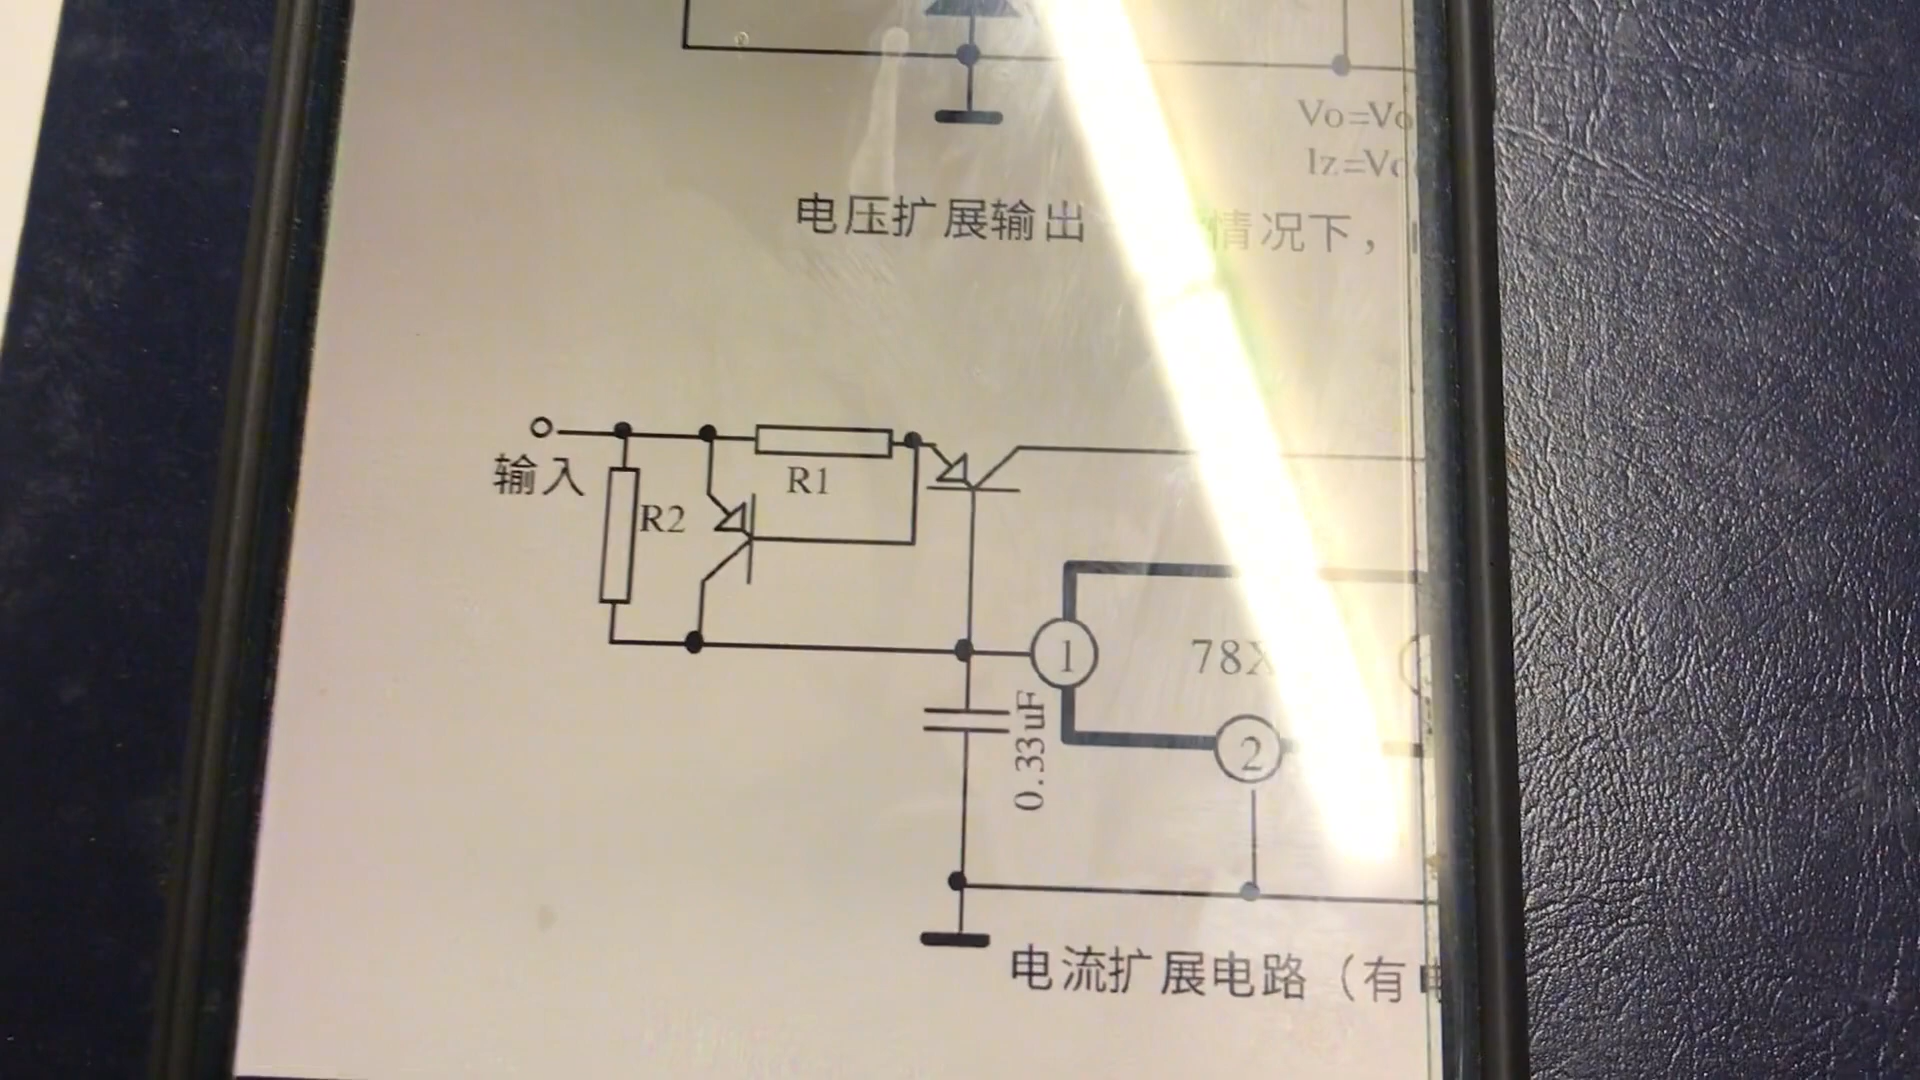 Vo=Vo
Iz=Vo
电压扩展输出 情况下，
输入
R1
R2
1
78X
2
0.33uF
电流扩展电路（有